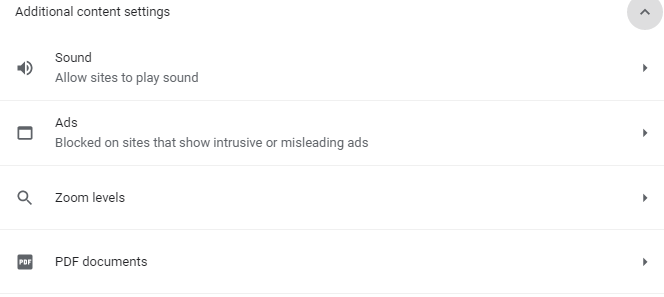 Additional content settings
Sound
Allow sites to play sound
Ads
Blocked on sites that show intrusive or misleading ads
Zoom levels
PDF
PDF documents